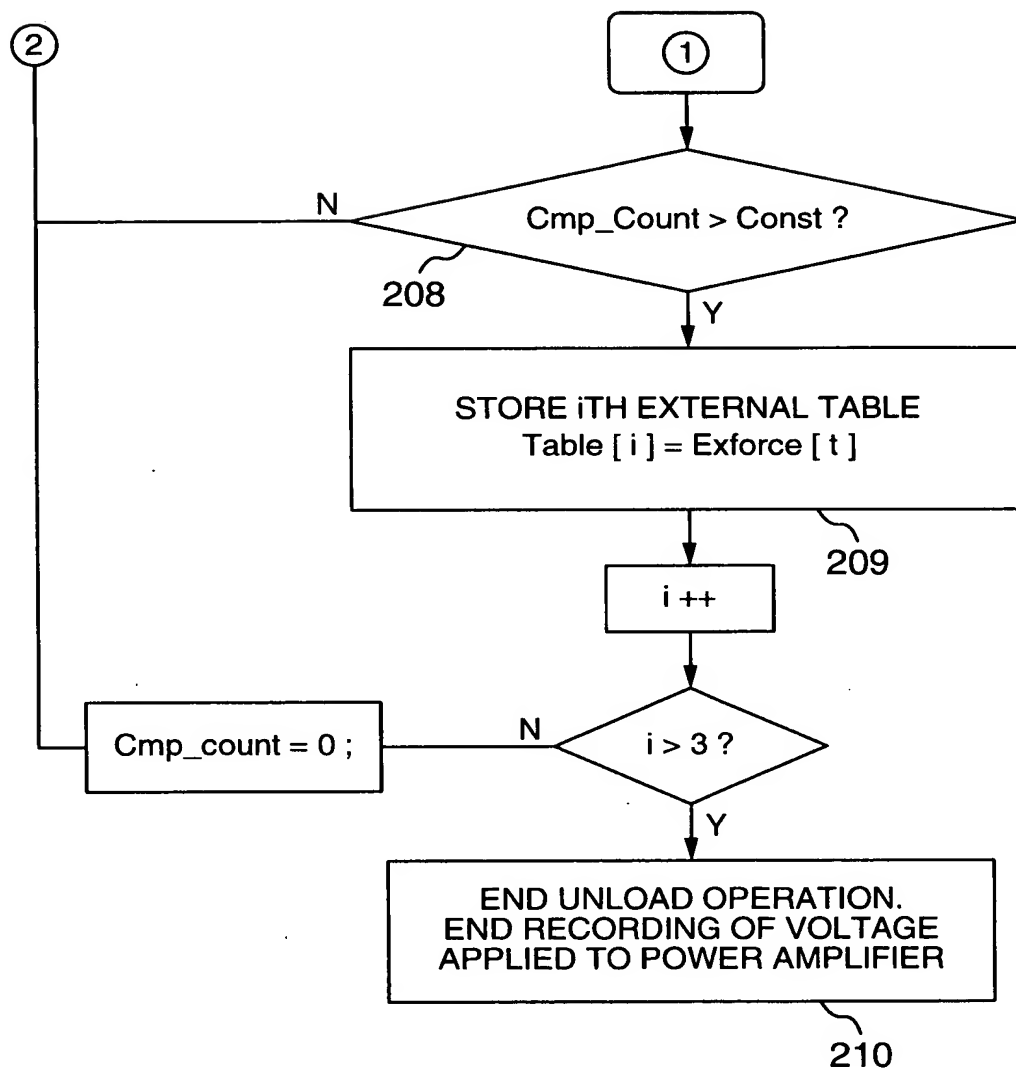 2
1
N
Cmp_Count > Const ?
208
Y
STORE iTH EXTERNAL TABLE
Table [ i ] = Exforce [ t ]
209
i ++
Cmp_count = 0 ;
N
i > 3 ?
Y
END UNLOAD OPERATION.
END RECORDING OF VOLTAGE
APPLIED TO POWER AMPLIFIER
210